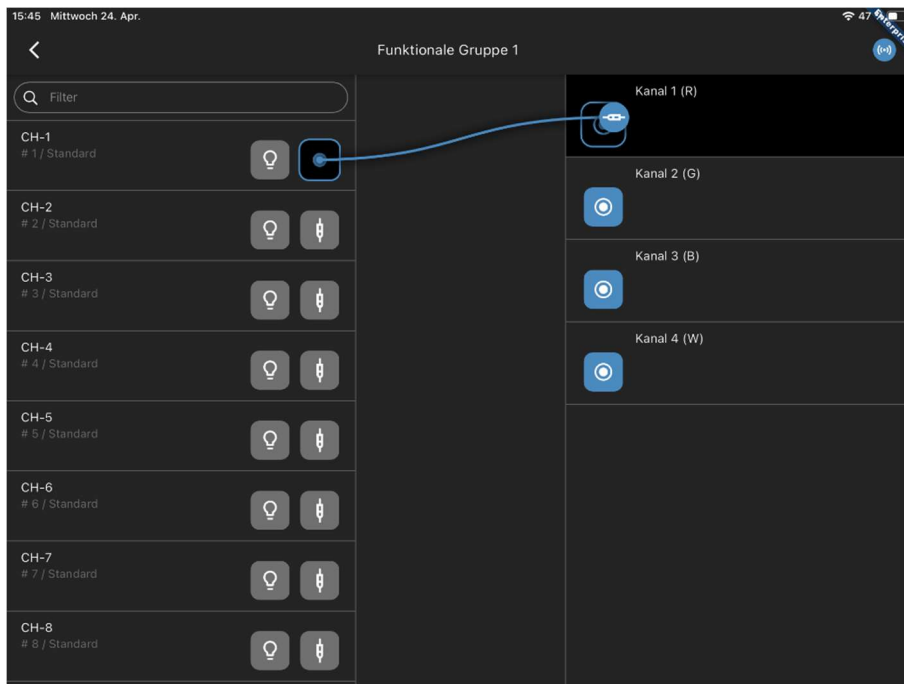 15:45 Mittwoch 24. Apr.
47
Enterpris
Funktionale Gruppe 1
Filter
CH-1
# 1 / Standard
CH-2
# 2 / Standard
CH-3
# 3 / Standard
CH-4
# 4 / Standard
CH-5
# 5 / Standard
CH-6
# 6 / Standard
CH-7
# 7 / Standard
CH-8
# 8 / Standard
Kanal 1 (R)
Kanal 2 (G)
Kanal 3 (B)
Kanal 4 (W)